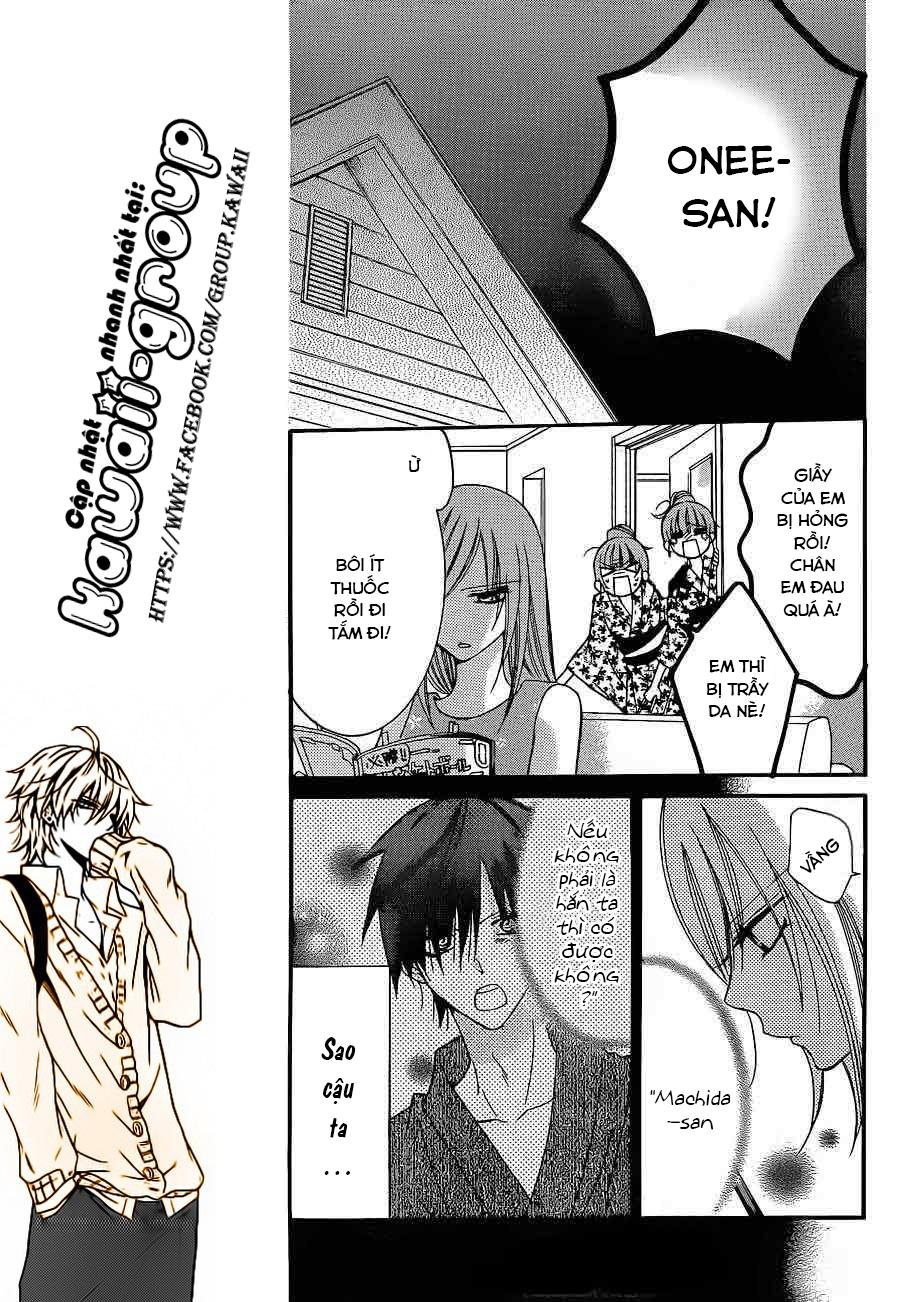 ONEE-
SAN!
GIẦY
CỦA EM
BỊ HỎNG
RỒI!
CHÂN
EM ĐAU
QUÁ À!
EM THÌ
BỊ TRẦY
DA NÈ!
Ừ
BÔI ÍT
THUỐC
RỒI ĐI
TẮM ĐI!
VÂNG
"Machida
-san
Nếu
không
phải là
hắn ta
thì có
được
không
?"
Sao
cậu
ta
...
Cập nhật nhanh nhất tại:
kawaii-group
HTTPS://WWW.FACEBOOK.COM/GROUP.KAWAII